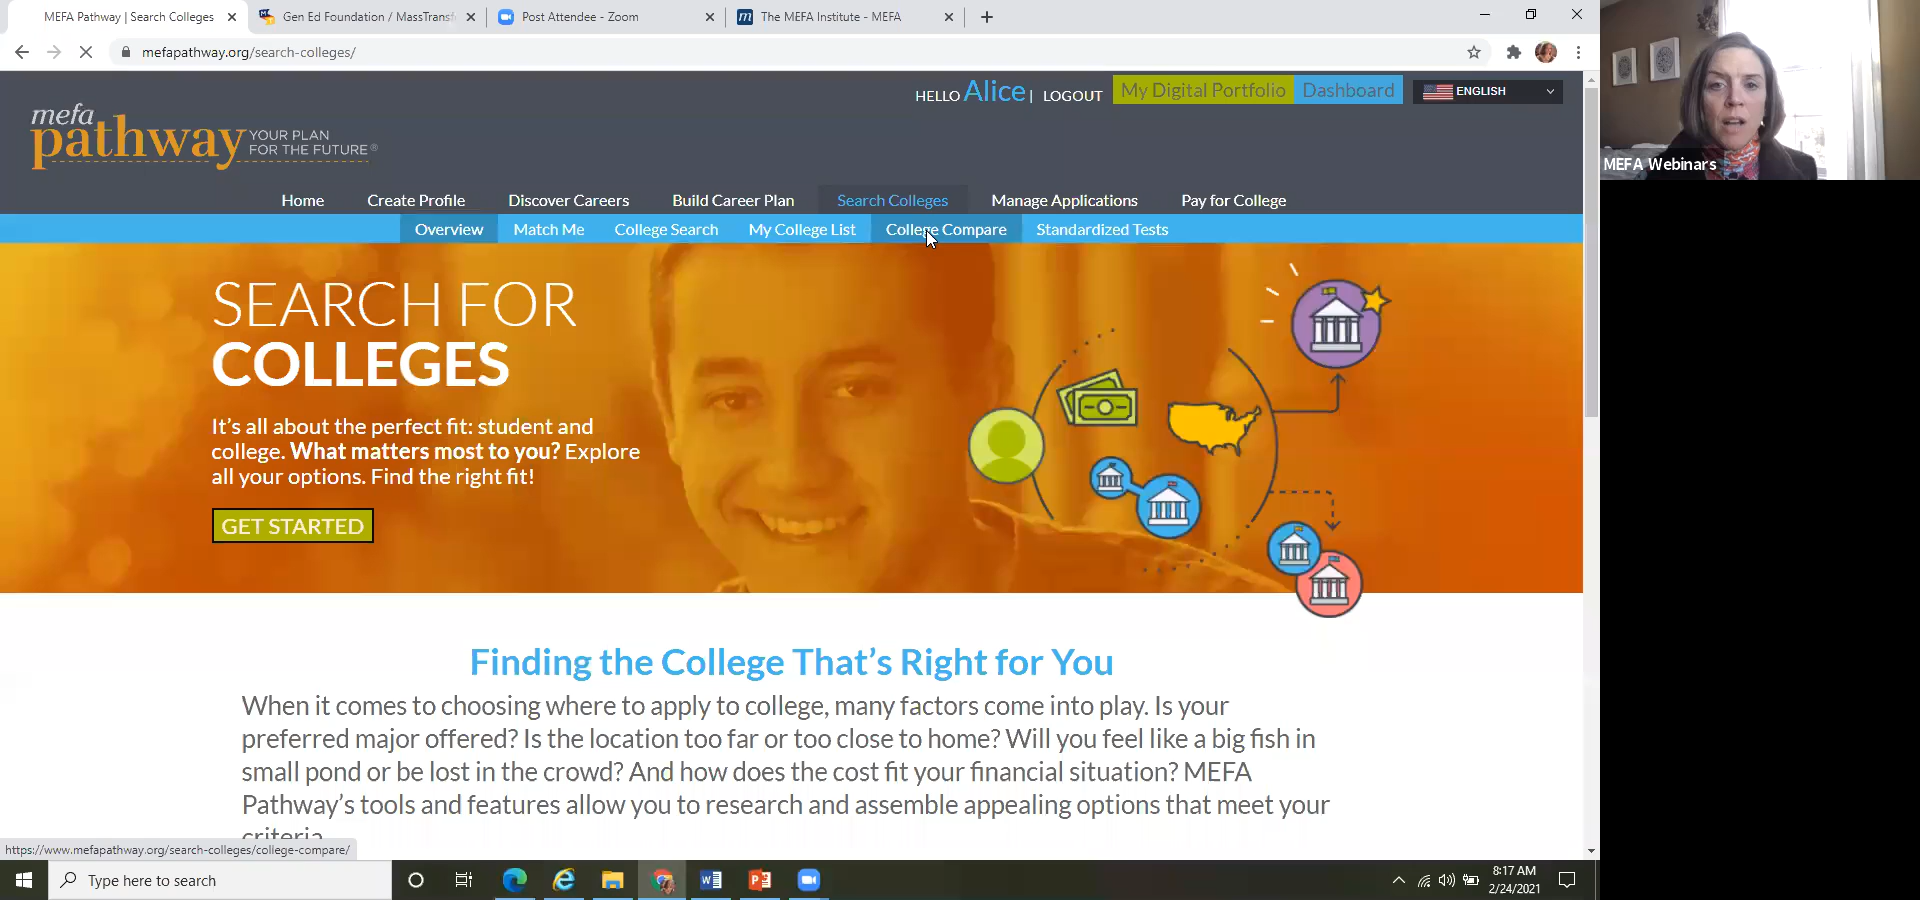 MEFA Pathway | Search Colleges
Gen Ed Foundation / MassTransf
Post Attendee - Zoom
The MEFA Institute - MEFA
mefapathway.org/search-colleges/
HELLO Alice | LOGOUT
My Digital Portfolio
Dashboard
ENGLISH
mefa
pathway
YOUR PLAN
FOR THE FUTURE®
Home
Create Profile
Discover Careers
Build Career Plan
Search Colleges
Manage Applications
Pay for College
Overview
Match Me
College Search
My College List
College Compare
Standardized Tests
SEARCH FOR
COLLEGES
It's all about the perfect fit: student and
college. What matters most to you? Explore
all your options. Find the right fit!
GET STARTED
Finding the College That's Right for You
When it comes to choosing where to apply to college, many factors come into play. Is your
preferred major offered? Is the location too far or too close to home? Will you feel like a big fish in
small pond or be lost in the crowd? And how does the cost fit your financial situation? MEFA
Pathway's tools and features allow you to research and assemble appealing options that meet your
criteria.
https://www.mefapathway.org/search-colleges/college-compare/
Type here to search
8:17 AM
2/24/2021
MEFA Webinars